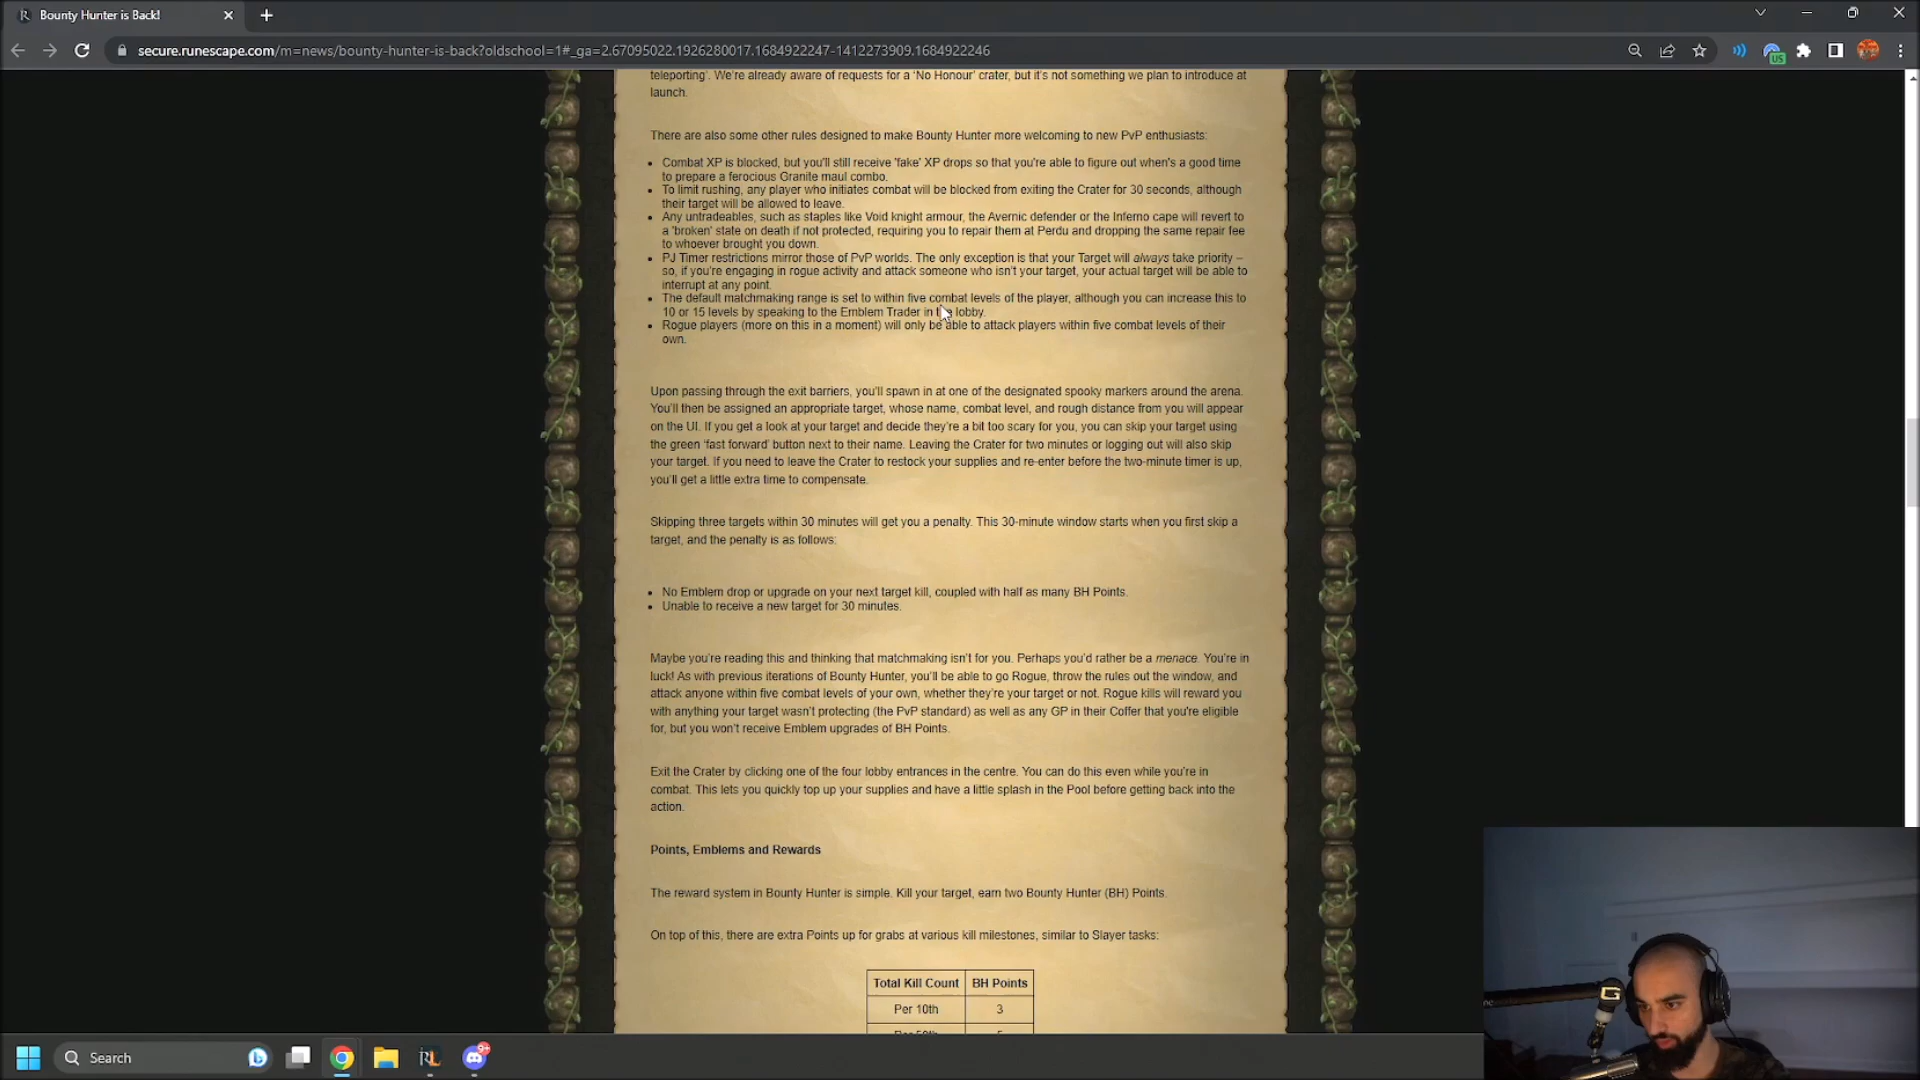 Bounty Hunter is Back!
secure.runescape.com/m=news/bounty-hunter-is-back?oldschool=1#_ga=2.67095022.1926280017.1684922247-1412273909.1684922246
US
teleporting'. We're already aware of requests for a 'No Honour' crater, but it's not something we plan to introduce at
launch.
There are also some other rules designed to make Bounty Hunter more welcoming to new PvP enthusiasts:
• Combat XP is blocked, but you'll still receive 'fake' XP drops so that you're able to figure out when's a good time
to prepare a ferocious Granite maul combo.
• To limit rushing, any player who initiates combat will be blocked from exiting the Crater for 30 seconds, although
their target will be allowed to leave.
• Any untradeables, such as staples like Void knight armour, the Avernic defender or the Inferno cape will revert to
a 'broken' state on death if not protected, requiring you to repair them at Perdu and dropping the same repair fee
to whoever brought you down.
• PJ Timer restrictions mirror those of PvP worlds. The only exception is that your Target will always take priority –
so, if you're engaging in rogue activity and attack someone who isn't your target, your actual target will be able to
interrupt at any point.
• The default matchmaking range is set to within five combat levels of the player, although you can increase this to
10 or 15 levels by speaking to the Emblem Trader in the lobby.
• Rogue players (more on this in a moment) will only be able to attack players within five combat levels of their
own.
Upon passing through the exit barriers, you'll spawn in at one of the designated spooky markers around the arena.
You'll then be assigned an appropriate target, whose name, combat level, and rough distance from you will appear
on the UI. If you get a look at your target and decide they're a bit too scary for you, you can skip your target using
the green 'fast forward' button next to their name. Leaving the Crater for two minutes or logging out will also skip
your target. If you need to leave the Crater to restock your supplies and re-enter before the two-minute timer is up,
you'll get a little extra time to compensate.
Skipping three targets within 30 minutes will get you a penalty. This 30-minute window starts when you first skip a
target, and the penalty is as follows:
• No Emblem drop or upgrade on your next target kill, coupled with half as many BH Points.
• Unable to receive a new target for 30 minutes.
Maybe you're reading this and thinking that matchmaking isn't for you. Perhaps you'd rather be a menace. You're in
luck! As with previous iterations of Bounty Hunter, you'll be able to go Rogue, throw the rules out the window, and
attack anyone within five combat levels of your own, whether they're your target or not. Rogue kills will reward you
with anything your target wasn't protecting (the PvP standard) as well as any GP in their Coffer that you're eligible
for, but you won't receive Emblem upgrades of BH Points.
Exit the Crater by clicking one of the four lobby entrances in the centre. You can do this even while you're in
combat. This lets you quickly top up your supplies and have a little splash in the Pool before getting back into the
action.
Points, Emblems and Rewards
The reward system in Bounty Hunter is simple. Kill your target, earn two Bounty Hunter (BH) Points.
On top of this, there are extra Points up for grabs at various kill milestones, similar to Slayer tasks:
Total Kill Count BH Points
Per 10th 3
Search